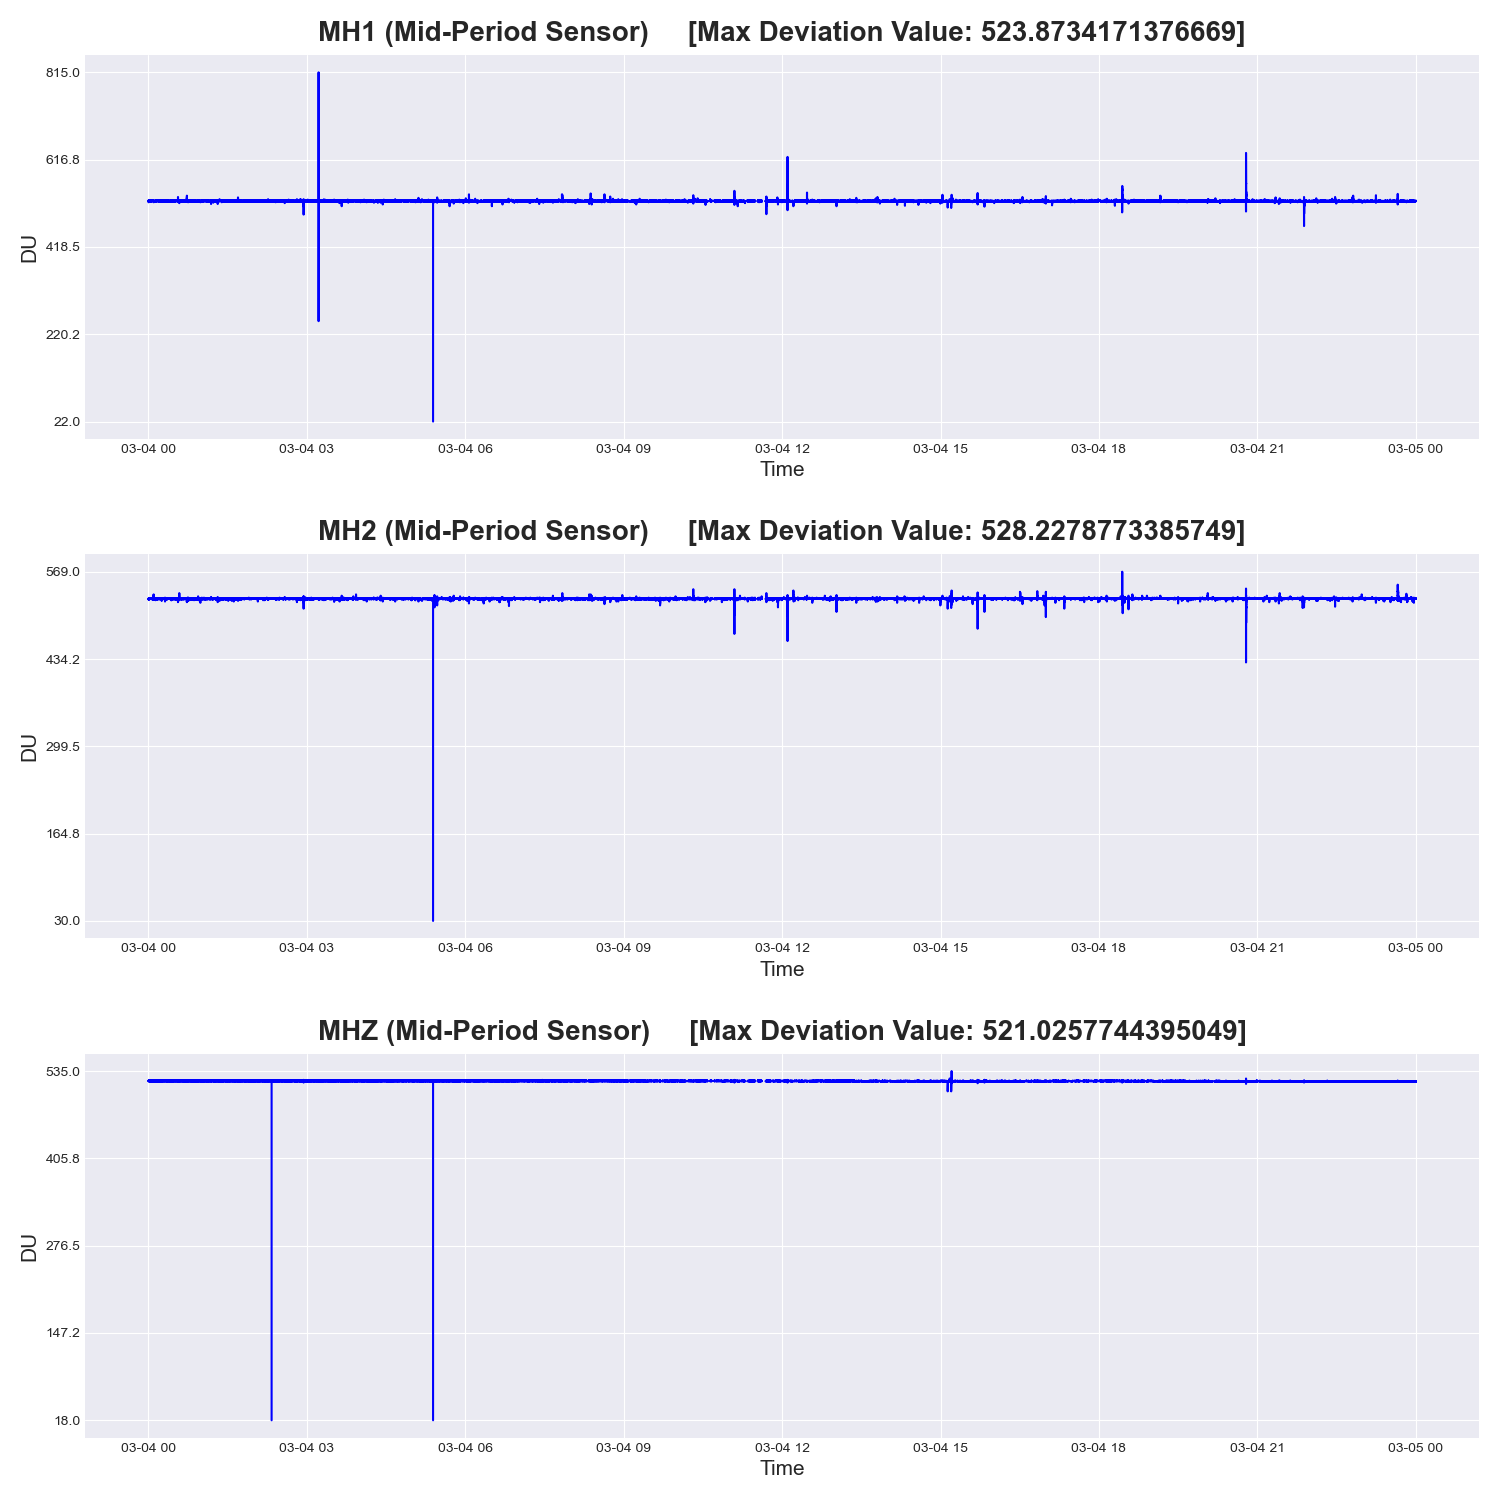 MH1 (Mid-Period Sensor) [Max Deviation Value: 523.8734171376669]
815.0
616.8
418.5
220.2
22.0
DU
03-04 00 03-04 03 03-04 06 03-04 09 03-04 12 03-04 15 03-04 18 03-04 21 03-05 00
Time
MH2 (Mid-Period Sensor) [Max Deviation Value: 528.2278773385749]
569.0
434.2
299.5
164.8
30.0
DU
03-04 00 03-04 03 03-04 06 03-04 09 03-04 12 03-04 15 03-04 18 03-04 21 03-05 00
Time
MHZ (Mid-Period Sensor) [Max Deviation Value: 521.0257744395049]
535.0
405.8
276.5
147.2
18.0
DU
03-04 00 03-04 03 03-04 06 03-04 09 03-04 12 03-04 15 03-04 18 03-04 21 03-05 00
Time